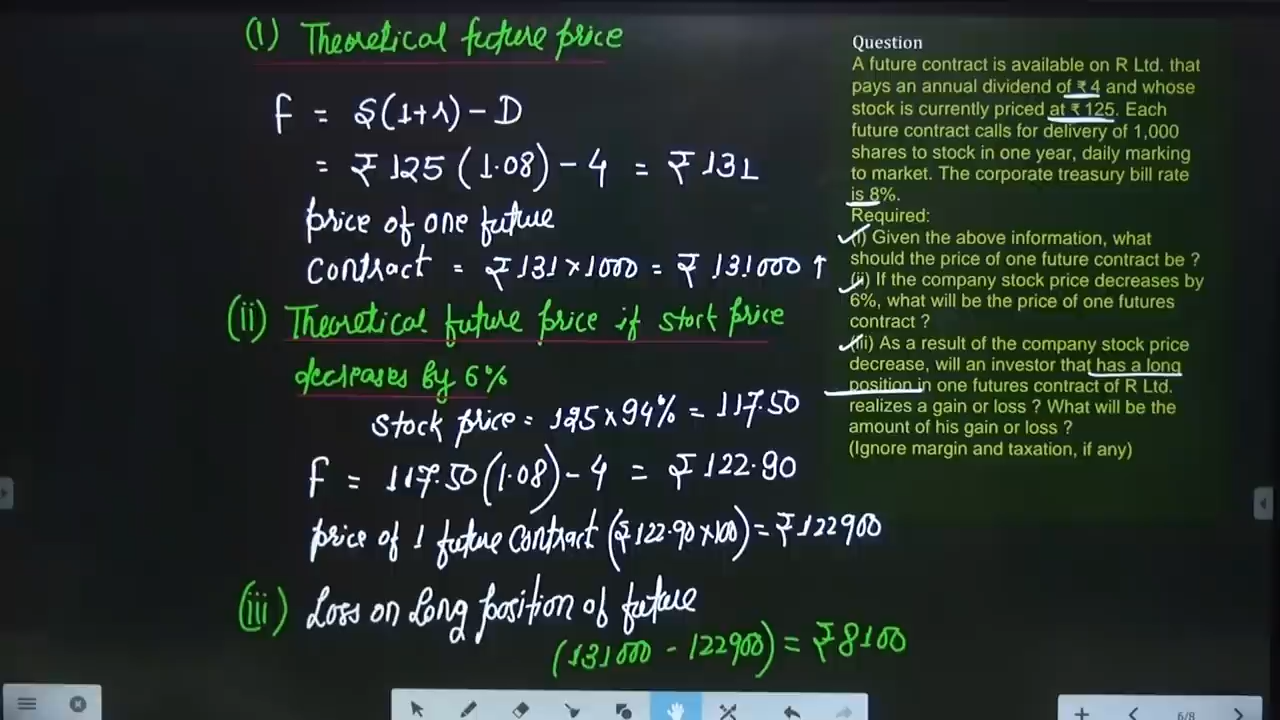 (i) Theoretical future price
F = S(1+r) - D
= ₹125 (1.08) - 4 = ₹131
price of one future
contract = ₹131×1000 = ₹131000 ↑
(ii) Theoretical future price if stock price
decreases by 6%
stock price = 125×94% = 117.50
F = 117.50(1.08) - 4 = ₹122.90
price of 1 future contract (₹122.90×100) = ₹122900
(iii) Loss on Long position of future
(131000 - 122900) = ₹8100
Question
A future contract is available on R Ltd. that
pays an annual dividend of ₹ 4 and whose
stock is currently priced at ₹ 125. Each
future contract calls for delivery of 1,000
shares to stock in one year, daily marking
to market. The corporate treasury bill rate
is 8%.
Required:
(i) Given the above information, what
should the price of one future contract be ?
(ii) If the company stock price decreases by
6%, what will be the price of one futures
contract ?
(iii) As a result of the company stock price
decrease, will an investor that has a long
position in one futures contract of R Ltd.
realizes a gain or loss ? What will be the
amount of his gain or loss ?
(Ignore margin and taxation, if any)
6/8